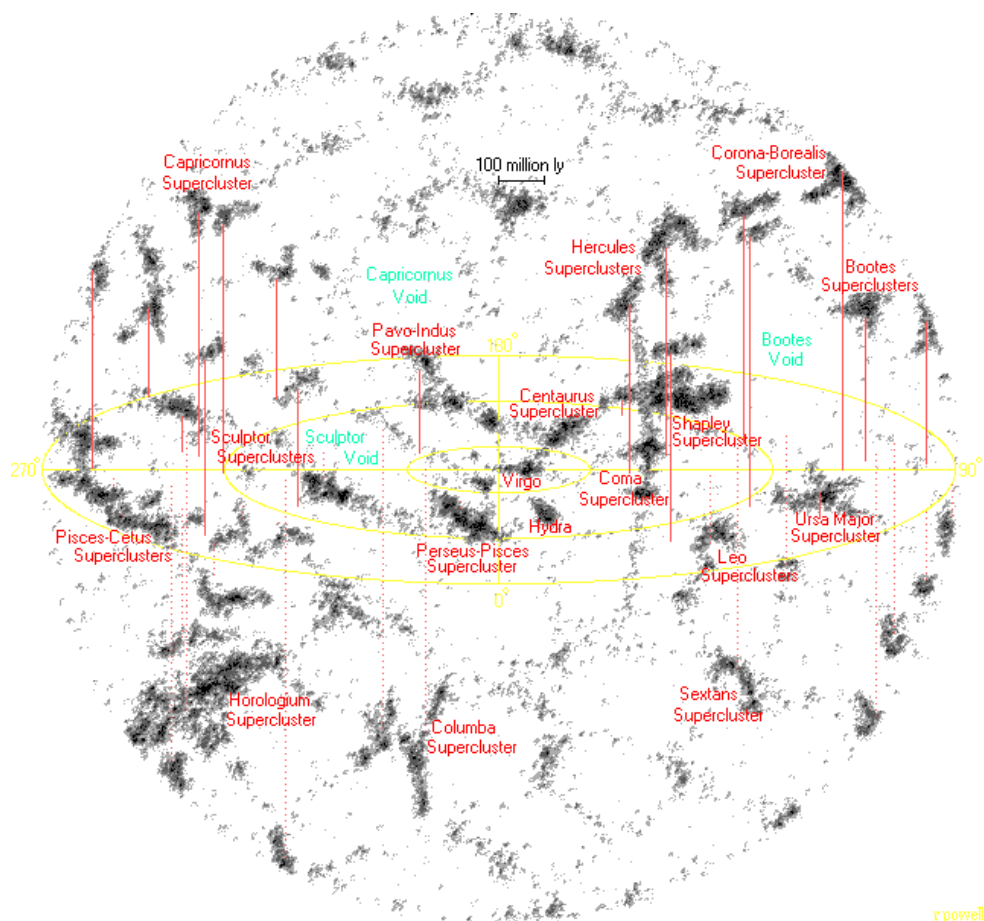 Capricornus
Supercluster
100 million ly
Corona-Borealis
Supercluster
Hercules
Superclusters
Capricornus
Void
Bootes
Superclusters
Pavo-Indus
Supercluster
180°
Bootes
Void
Centaurus
Supercluster
Shapley
Supercluster
Sculptor
Superclusters
Sculptor
Void
270°
Virgo
Coma
Supercluster
90°
Pisces-Cetus
Superclusters
Perseus-Pisces
Supercluster
Hydra
Leo
Superclusters
Ursa Major
Supercluster
0°
Horologium
Supercluster
Columba
Supercluster
Sextans
Supercluster
r powell